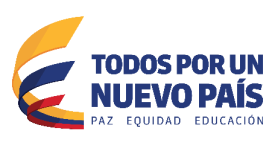 TODOS POR UN
NUEVO PAÍS
PAZ EQUIDAD EDUCACIÓN